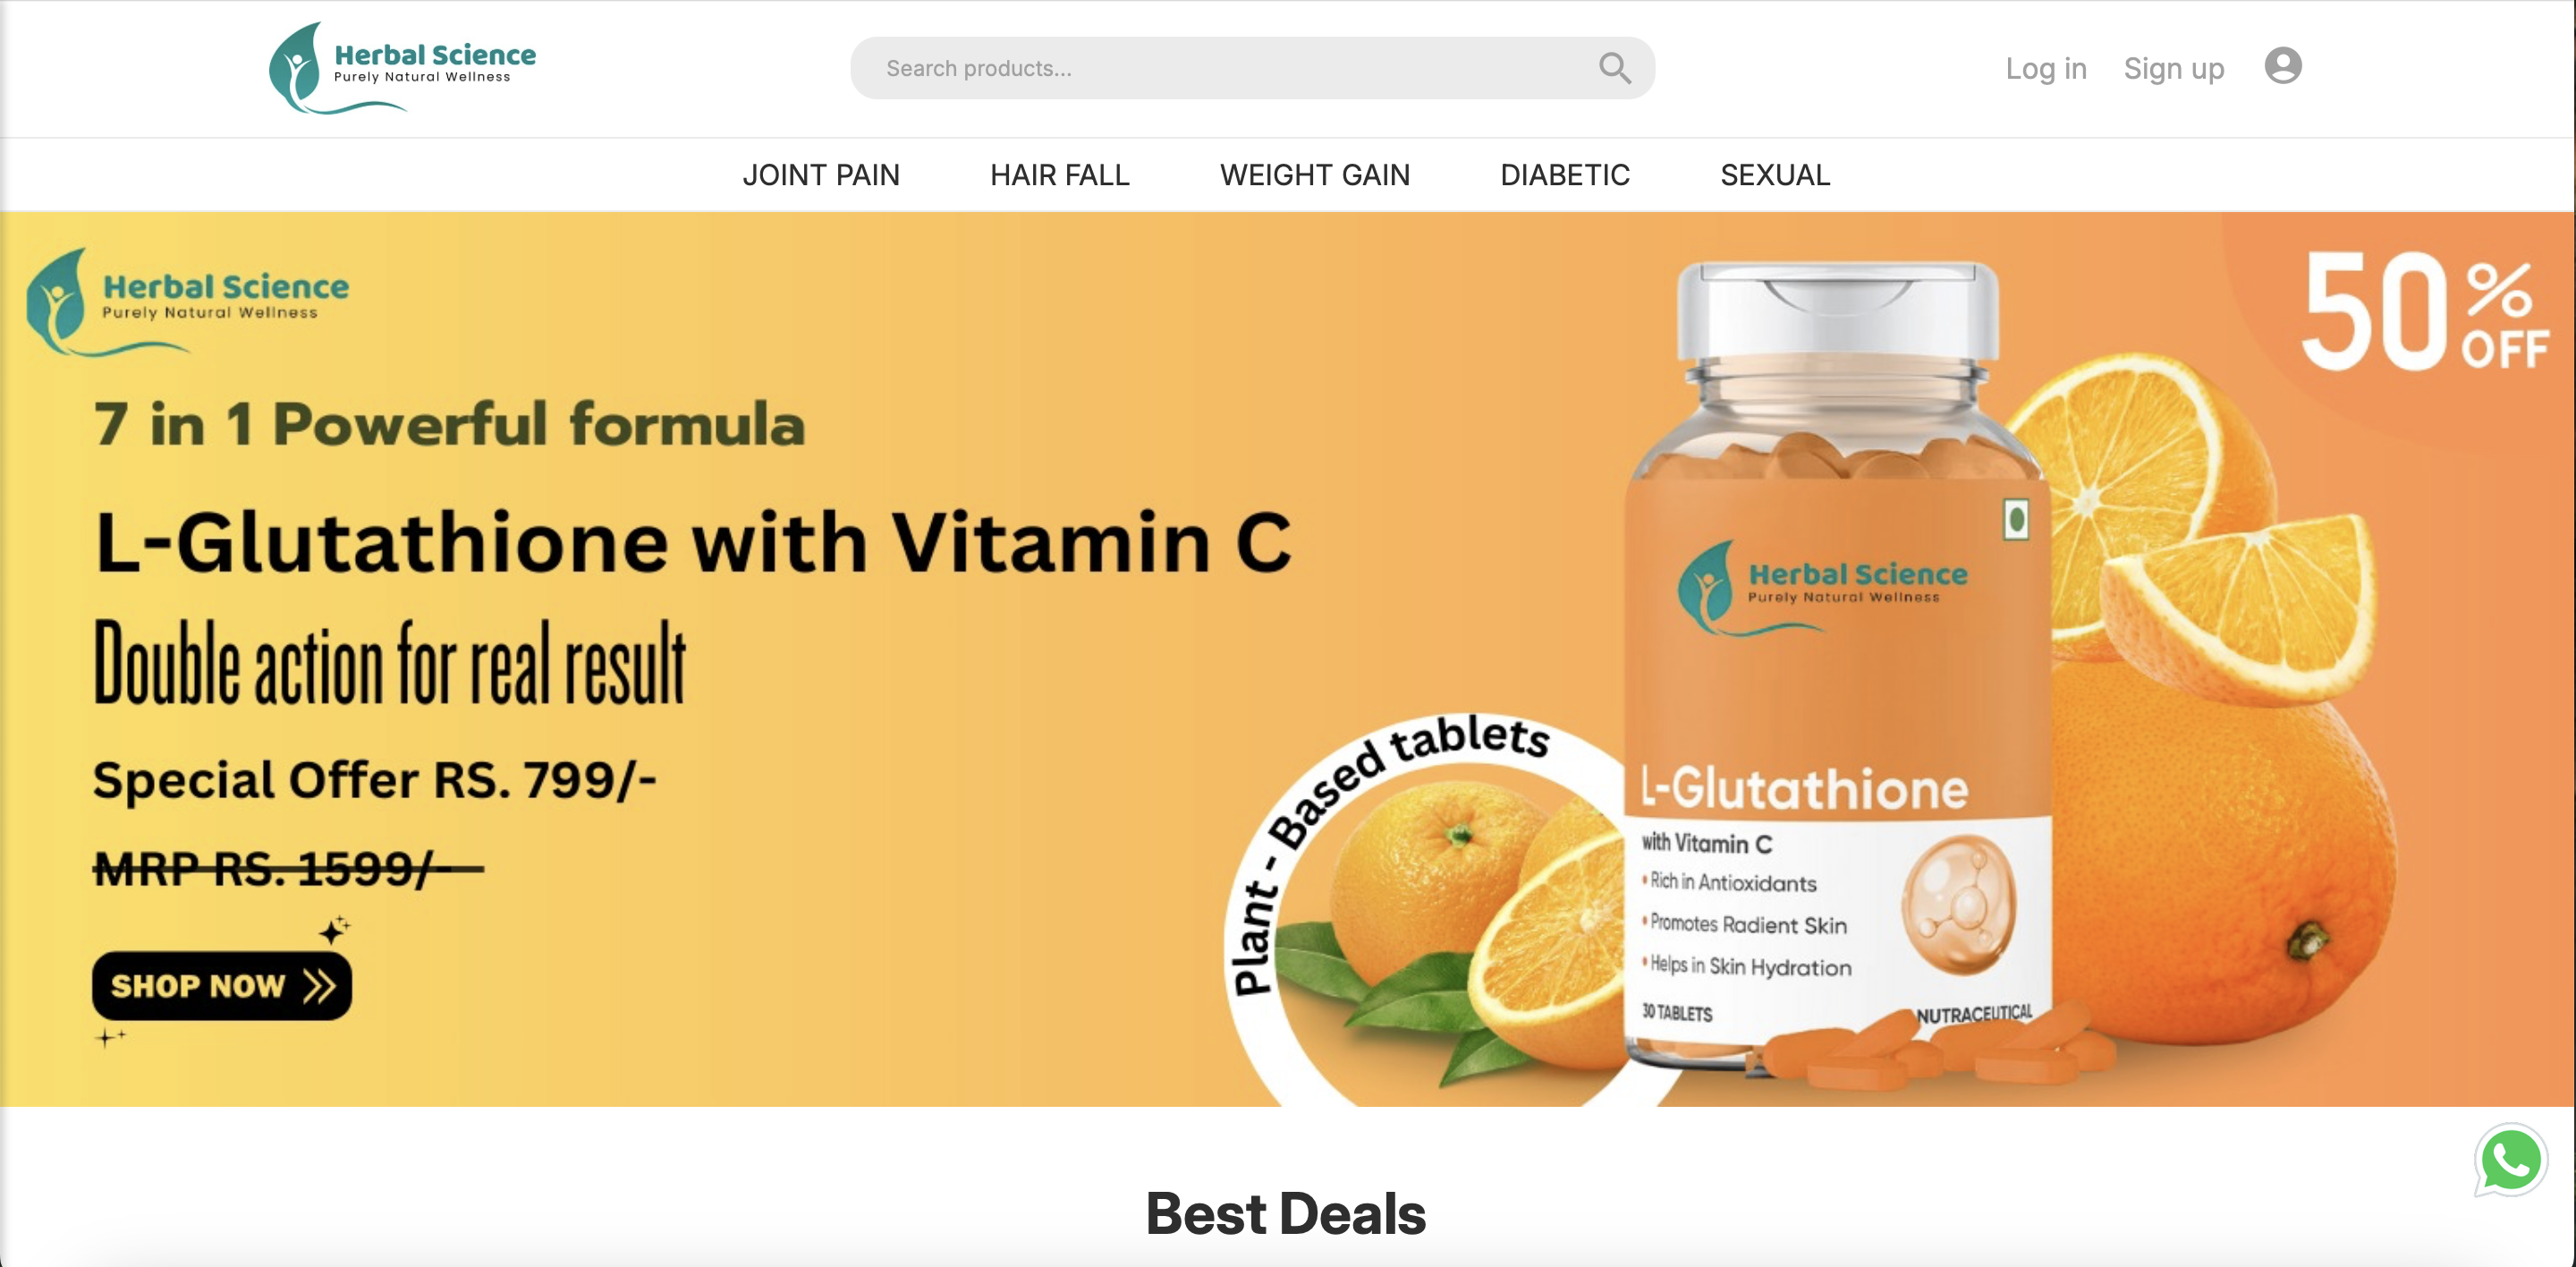 Herbal Science
Purely Natural Wellness
Search products...
Log in
Sign up
JOINT PAIN
HAIR FALL
WEIGHT GAIN
DIABETIC
SEXUAL
Herbal Science
Purely Natural Wellness
50% OFF
7 in 1 Powerful formula
L-Glutathione with Vitamin C
Double action for real result
Special Offer RS. 799/-
MRP RS. 1599/-
SHOP NOW
Plant - Based tablets
Herbal Science
Purely Natural Wellness
L-Glutathione
with Vitamin C
• Rich in Antioxidants
• Promotes Radient Skin
• Helps in Skin Hydration
30 TABLETS
NUTRACEUTICAL
Best Deals